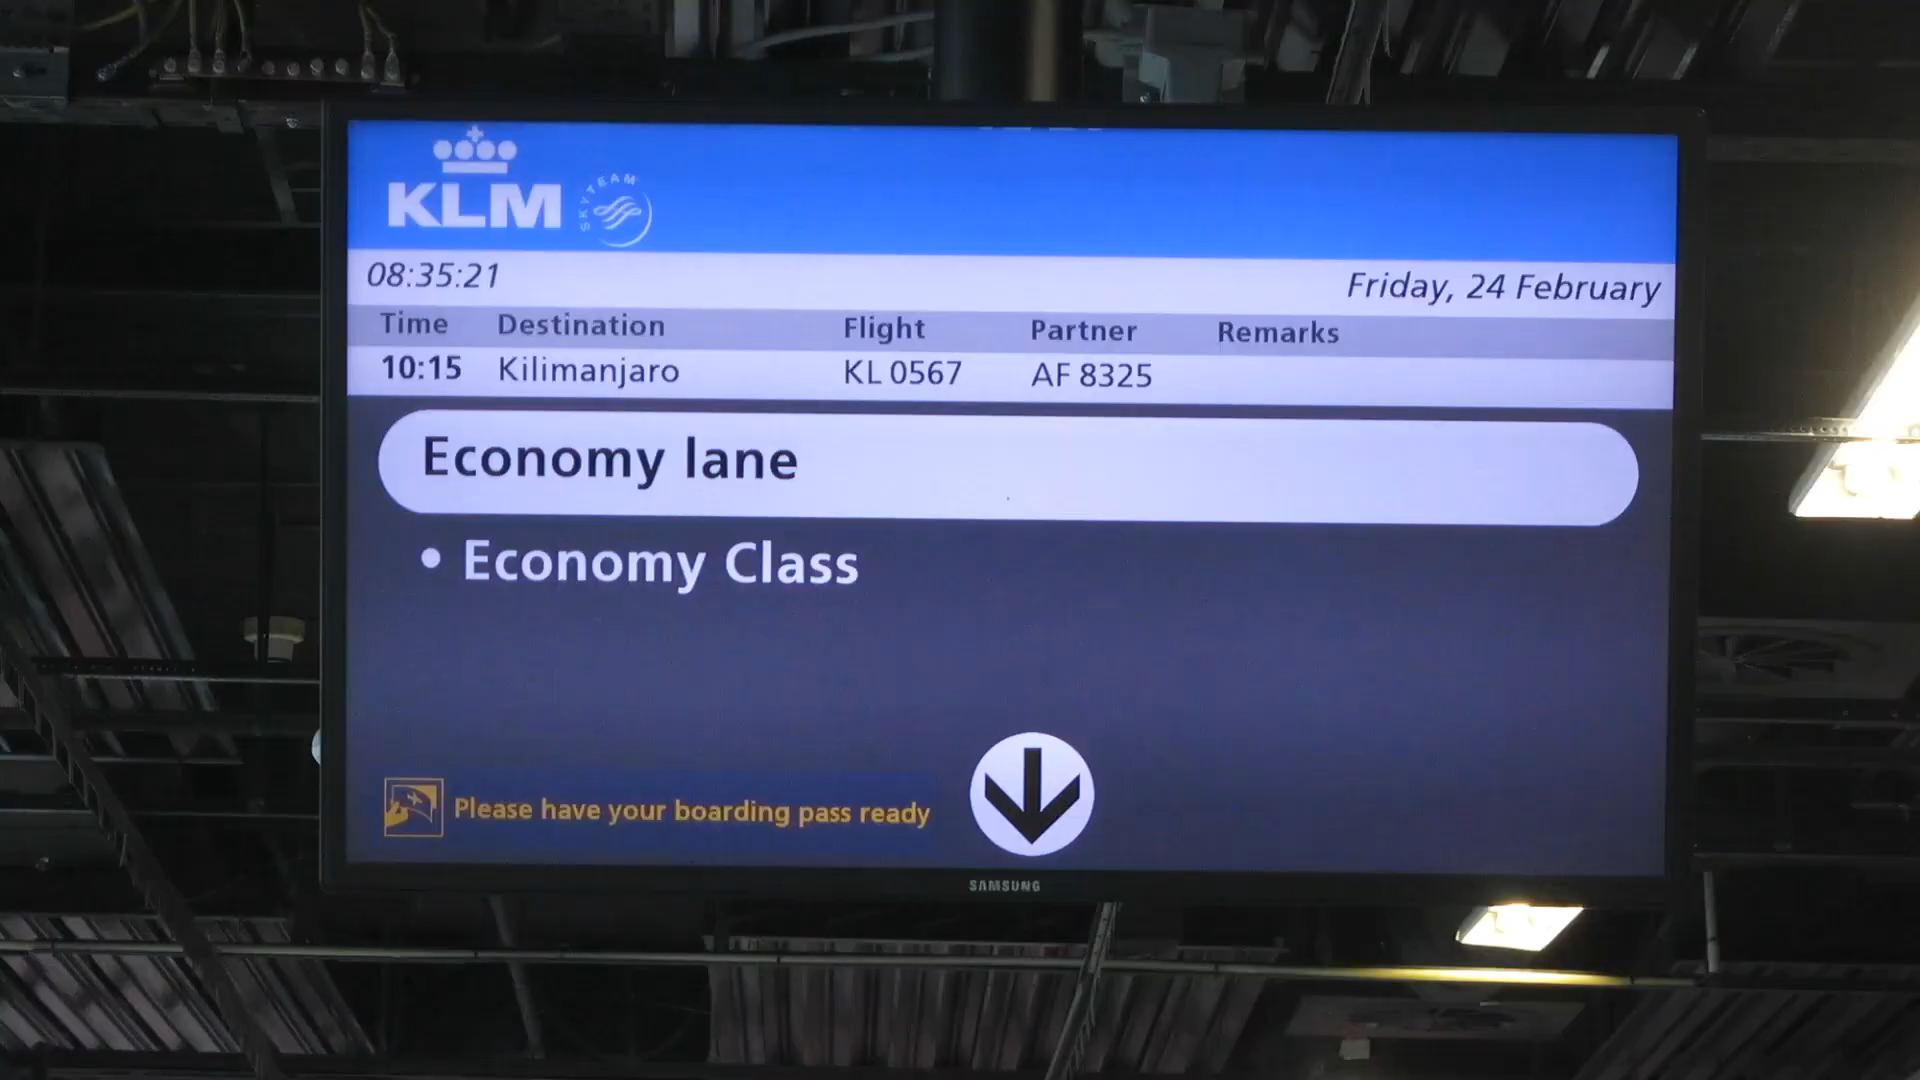 KLM
SKYTEAM
08:35:21 Friday, 24 February
Time Destination Flight Partner Remarks
10:15 Kilimanjaro KL 0567 AF 8325
Economy lane
• Economy Class
Please have your boarding pass ready
SAMSUNG